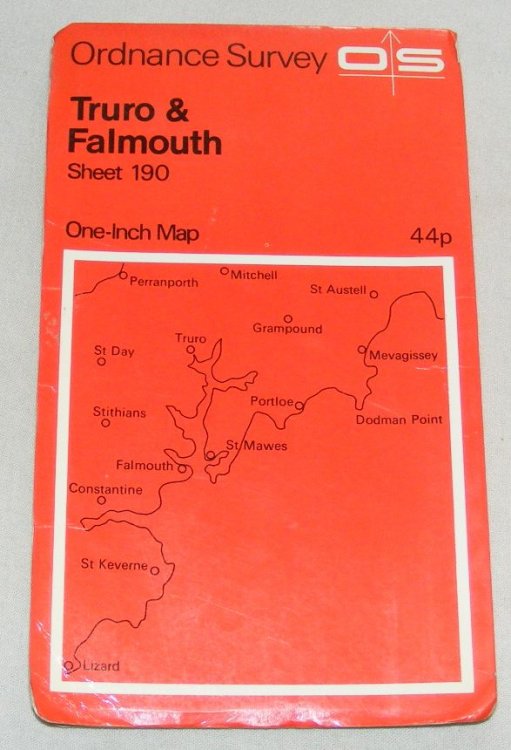 Ordnance Survey OS
Truro &
Falmouth
Sheet 190
One-Inch Map 44p
Perranporth
Mitchell
St Austell
Grampound
Truro
St Day
Mevagissey
Portloe
Stithians
Dodman Point
St Mawes
Falmouth
Constantine
St Keverne
Lizard